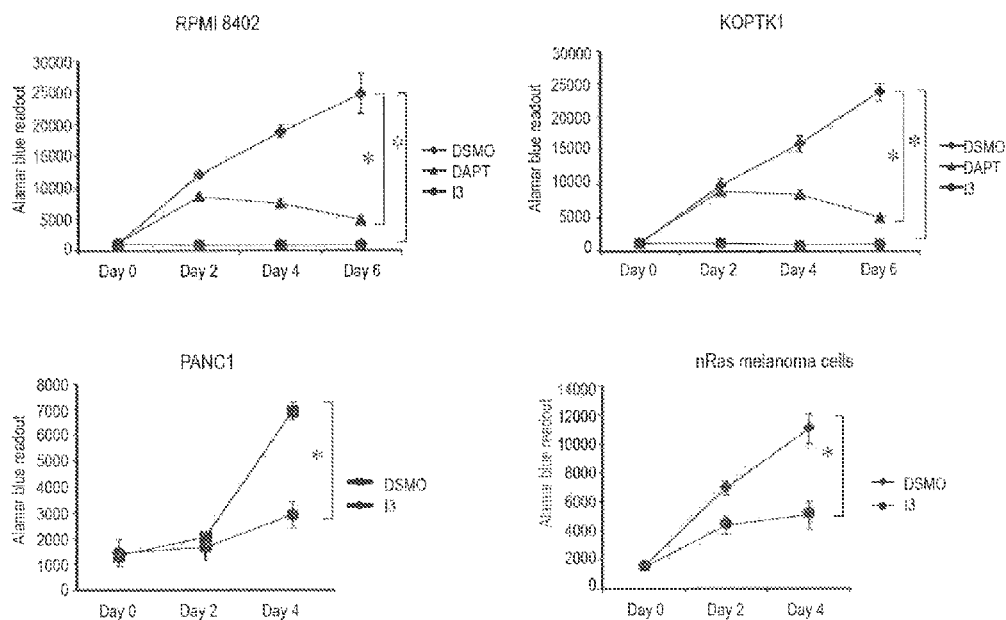 RPMI 8402
Alamar blue readout
30000
25000
20000
15000
10000
5000
0
Day 0 Day 2 Day 4 Day 6
*
*
DSMO
DAPT
I3
KOPTK1
Alamar blue readout
30000
25000
20000
15000
10000
5000
0
Day 0 Day 2 Day 4 Day 6
*
*
DSMO
DAPT
I3
PANC1
Alamar blue readout
8000
7000
6000
5000
4000
3000
2000
1000
0
Day 0 Day 2 Day 4
*
DSMO
I3
nRas melanoma cells
Alamar blue readout
14000
12000
10000
8000
6000
4000
2000
0
Day 0 Day 2 Day 4
*
DSMO
I3